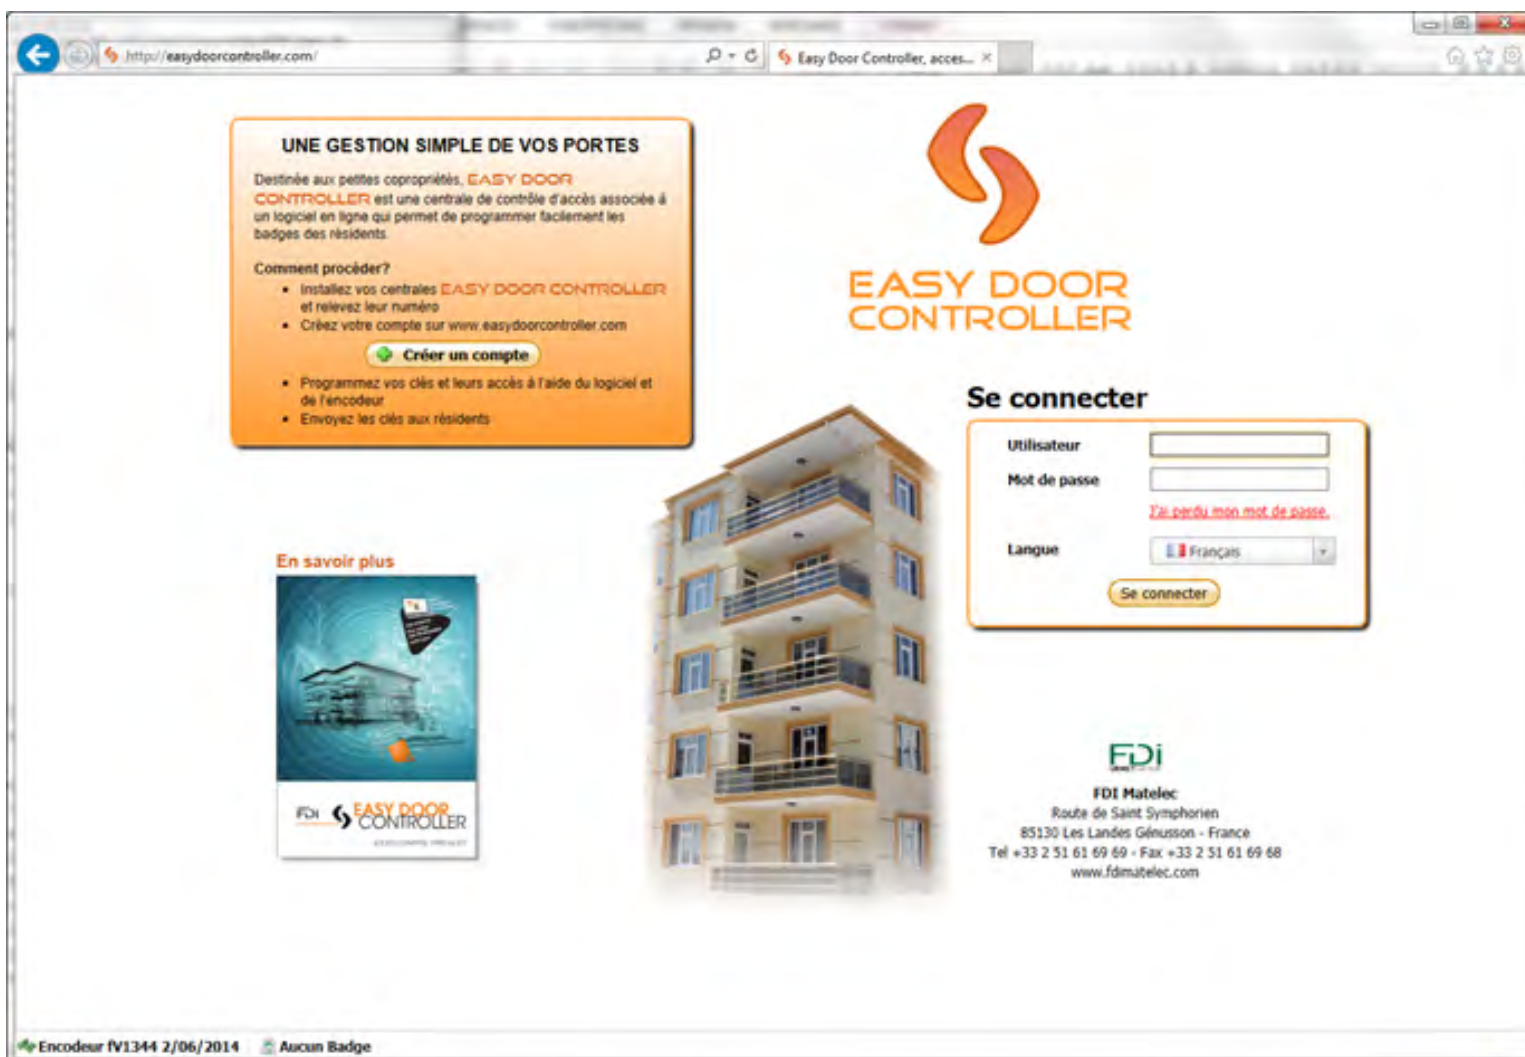 http://easydoorcontroller.com/
Easy Door Controller, acces...
UNE GESTION SIMPLE DE VOS PORTES
Destinée aux petites copropriétés, EASY DOOR
CONTROLLER est une centrale de contrôle d'accès associée à
un logiciel en ligne qui permet de programmer facilement les
badges des résidents
Comment procéder?
• Installez vos centrales EASY DOOR CONTROLLER
et relevez leur numéro
• Créez votre compte sur www.easydoorcontroller.com
Créer un compte
• Programmez vos clés et leurs accès à l'aide du logiciel et
de l'encodeur
• Envoyez les clés aux résidents
EASY DOOR
CONTROLLER
Se connecter
Utilisateur
Mot de passe
J'ai perdu mon mot de passe.
Langue
Français
Se connecter
En savoir plus
FDI EASY DOOR
CONTROLLER
FDI
FDI Matelec
Route de Saint Symphorien
85130 Les Landes Génusson - France
Tel +33 2 51 61 69 69 - Fax +33 2 51 61 69 68
www.fdimatelec.com
Encodeur fV1344 2/06/2014
Aucun Badge